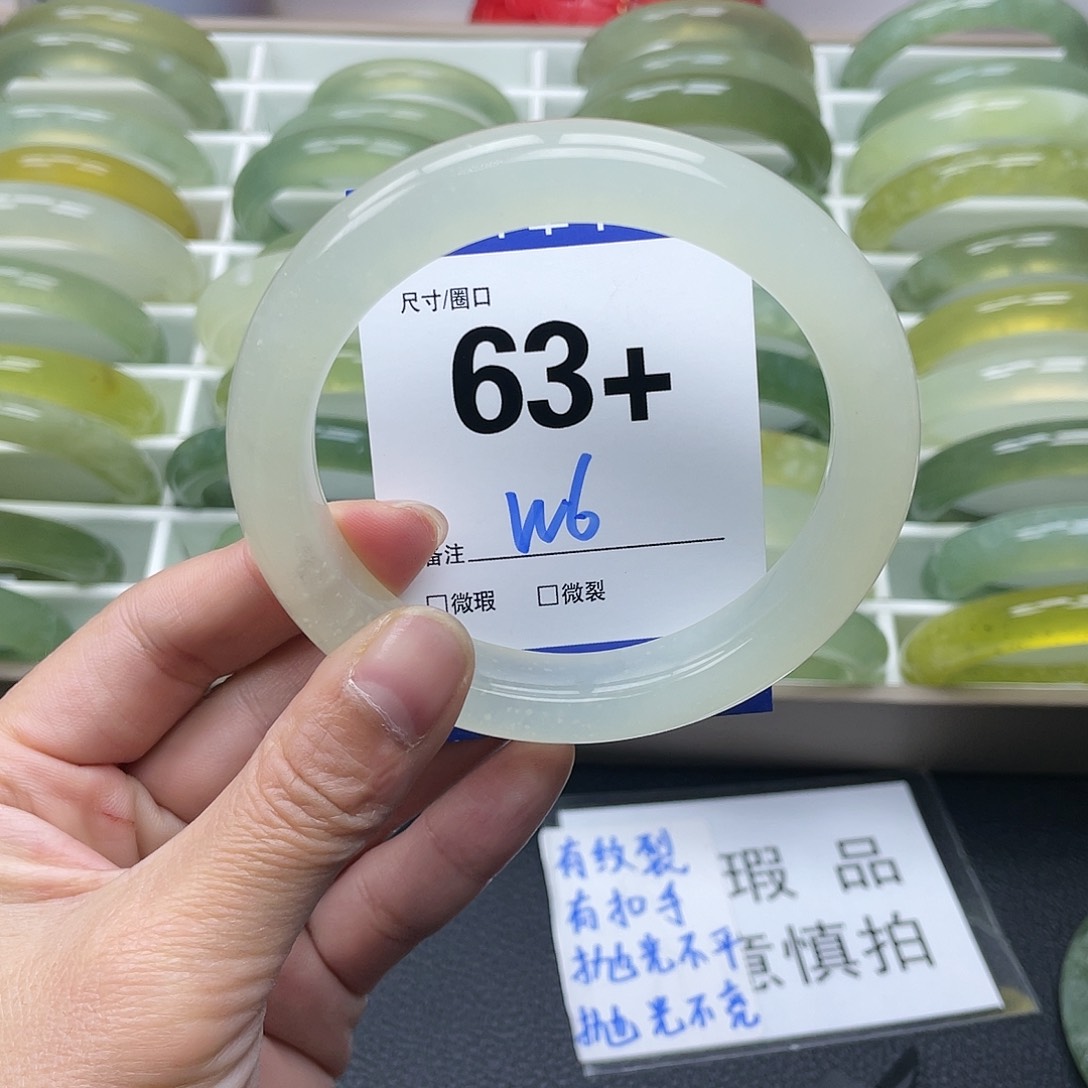 尺寸/圈口
63+
W6
备注
□微瑕 □微裂
有纹裂
有扣手
抛光不平
抛光不亮
瑕品
慎拍